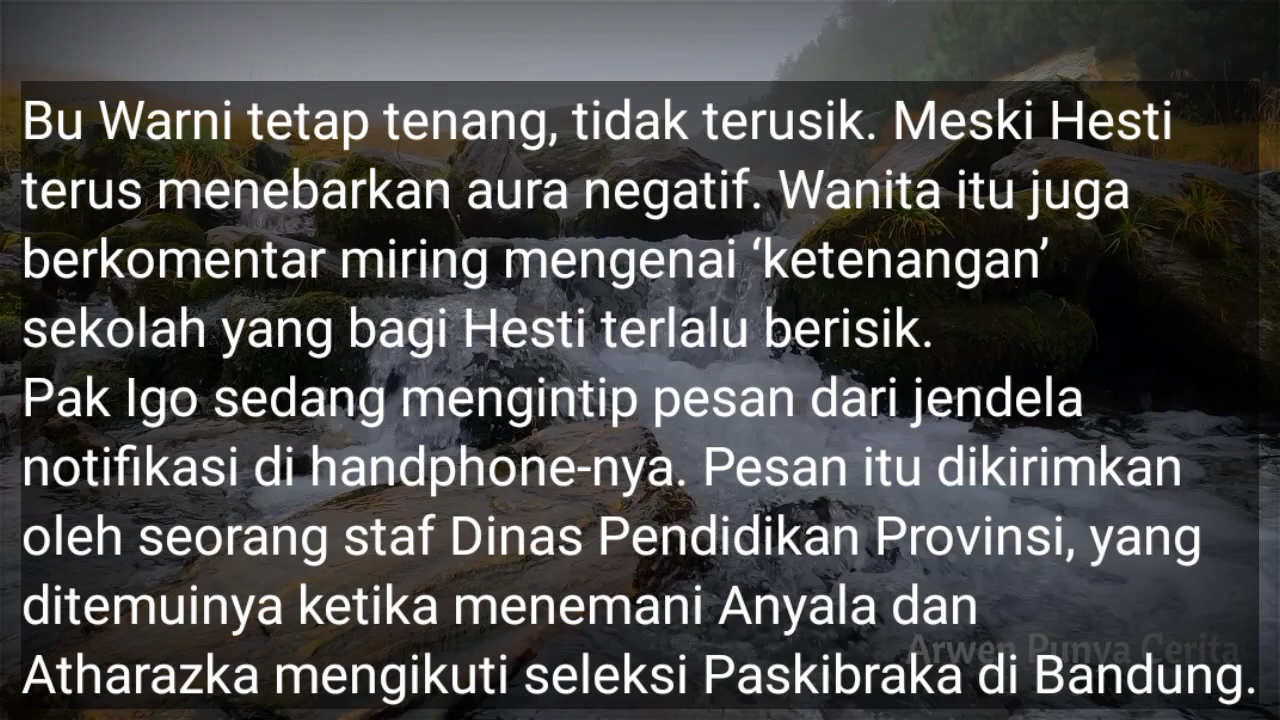 Bu Warni tetap tenang, tidak terusik. Meski Hesti
terus menebarkan aura negatif. Wanita itu juga
berkomentar miring mengenai ‘ketenangan’
sekolah yang bagi Hesti terlalu berisik.
Pak Igo sedang mengintip pesan dari jendela
notifikasi di handphone-nya. Pesan itu dikirimkan
oleh seorang staf Dinas Pendidikan Provinsi, yang
ditemuinya ketika menemani Anyala dan
Arwen Punya Cerita
Atharazka mengikuti seleksi Paskibraka di Bandung.